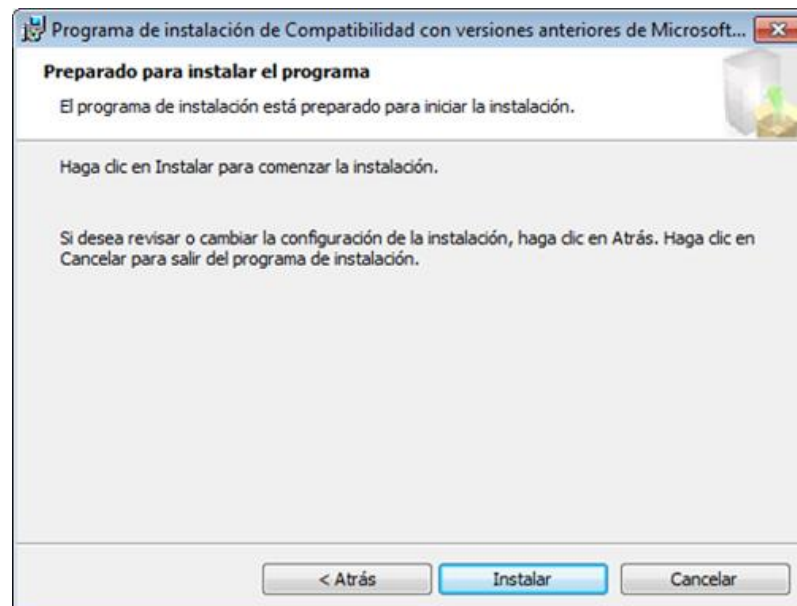 Programa de instalación de Compatibilidad con versiones anteriores de Microsoft...
Preparado para instalar el programa
El programa de instalación está preparado para iniciar la instalación.
Haga clic en Instalar para comenzar la instalación.
Si desea revisar o cambiar la configuración de la instalación, haga clic en Atrás. Haga clic en
Cancelar para salir del programa de instalación.
< Atrás
Instalar
Cancelar